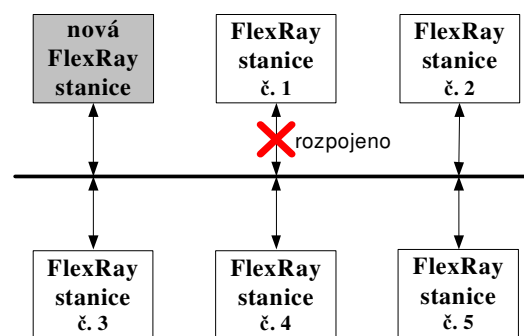 nová
FlexRay
stanice
FlexRay
stanice
č. 1
FlexRay
stanice
č. 2
rozpojeno
FlexRay
stanice
č. 3
FlexRay
stanice
č. 4
FlexRay
stanice
č. 5